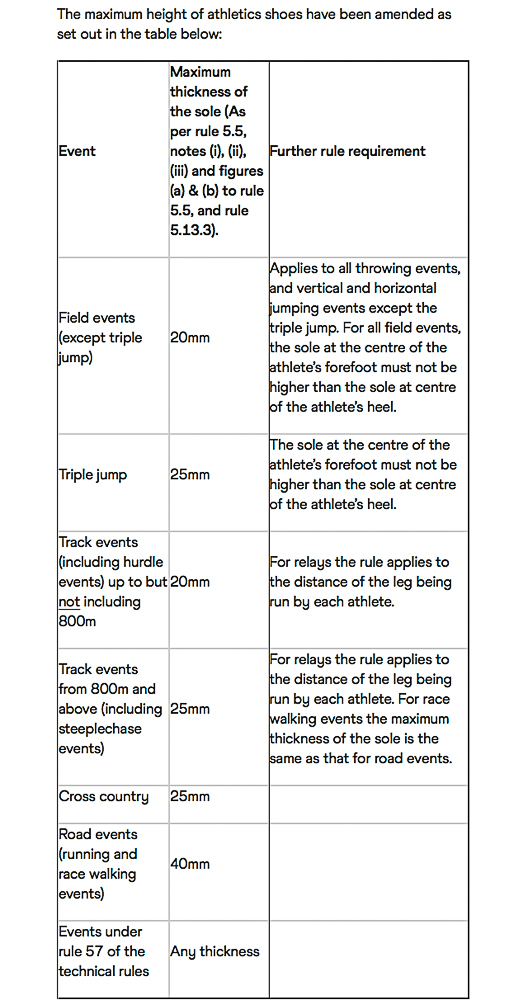 The maximum height of athletics shoes have been amended as
set out in the table below:
Event
Maximum
thickness of
the sole (As
per rule 5.5,
notes (i), (ii),
(iii) and figures
(a) & (b) to rule
5.5, and rule
5.13.3).
Further rule requirement
Field events
(except triple
jump)
20mm
Applies to all throwing events,
and vertical and horizontal
jumping events except the
triple jump. For all field events,
the sole at the centre of the
athlete's forefoot must not be
higher than the sole at centre
of the athlete's heel.
Triple jump
25mm
The sole at the centre of the
athlete's forefoot must not be
higher than the sole at centre
of the athlete's heel.
Track events
(including hurdle
events) up to but
not including
800m
20mm
For relays the rule applies to
the distance of the leg being
run by each athlete.
Track events
from 800m and
above (including
steeplechase
events)
25mm
For relays the rule applies to
the distance of the leg being
run by each athlete. For race
walking events the maximum
thickness of the sole is the
same as that for road events.
Cross country
25mm
Road events
(running and
race walking
events)
40mm
Events under
rule 57 of the
technical rules
Any thickness